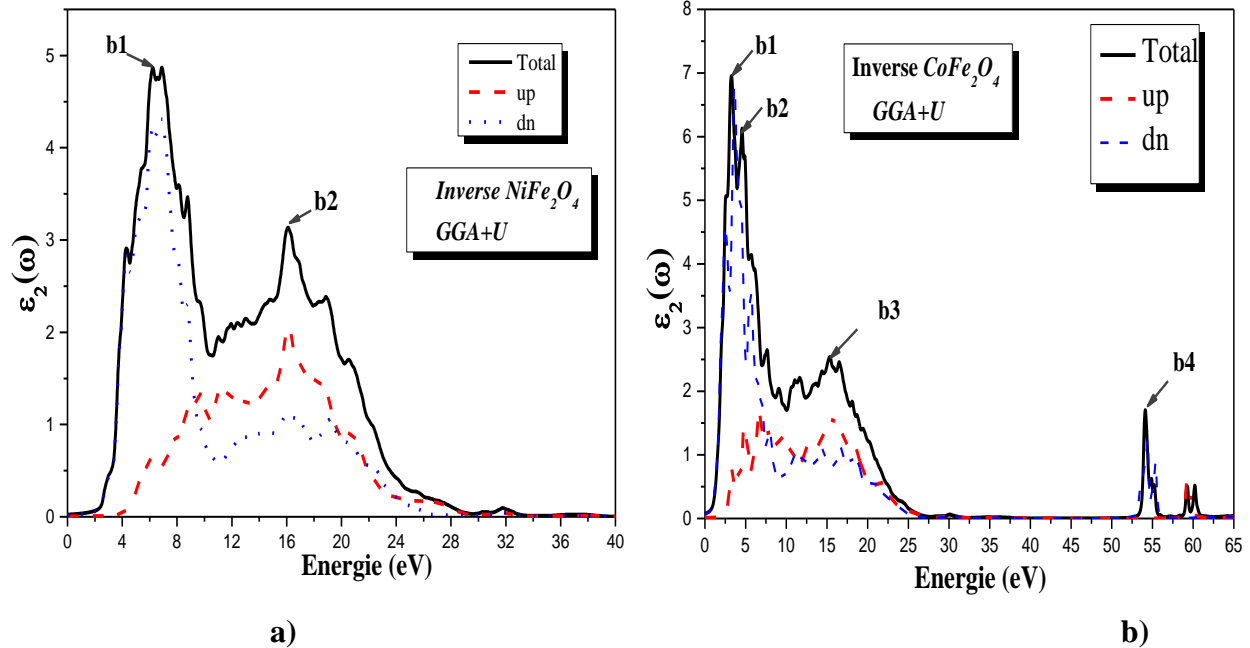 5
4
3
2
1
0
ε₂(ω)
0 4 8 12 16 20 24 28 32 36 40
Energie (eV)
b1
b2
Total
up
dn
Inverse NiFe₂O₄
GGA+U
a)
8
7
6
5
4
3
2
1
0
ε₂(ω)
0 5 10 15 20 25 30 35 40 45 50 55 60 65
Energie (eV)
b1
b2
b3
b4
Inverse CoFe₂O₄
GGA+U
Total
up
dn
b)